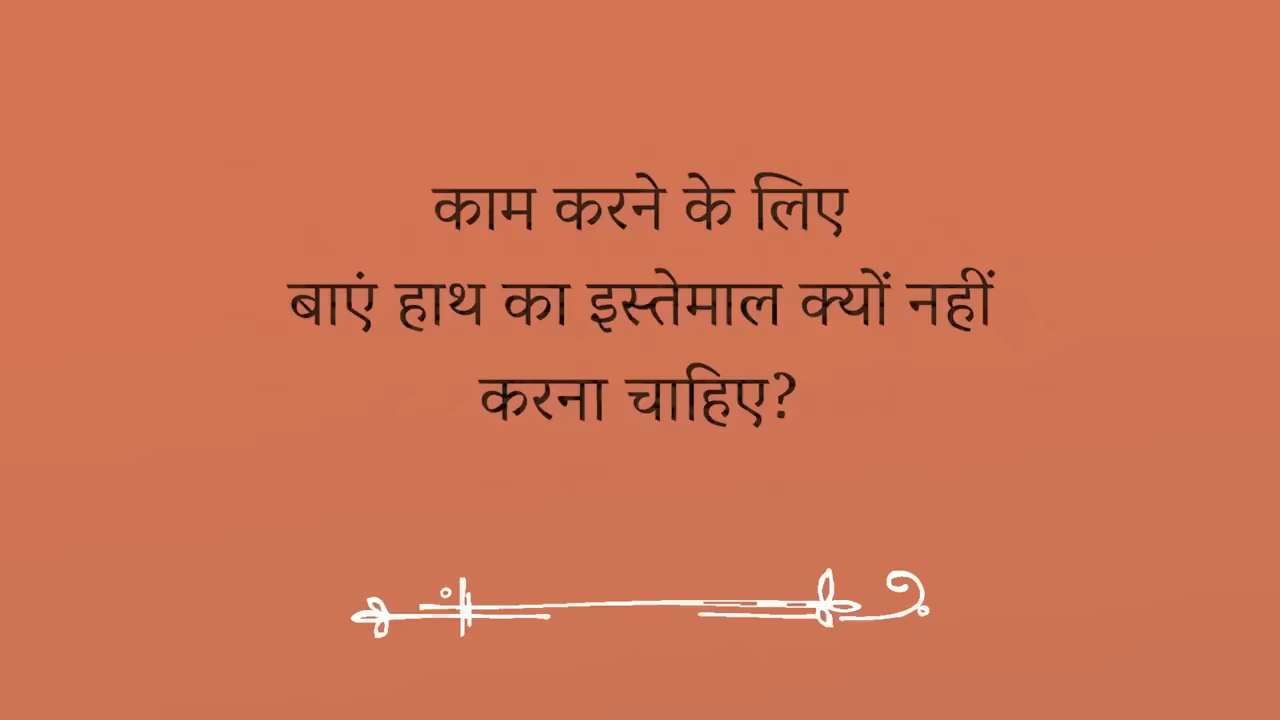 काम करने के लिए
बाएं हाथ का इस्तेमाल क्यों नहीं
करना चाहिए?